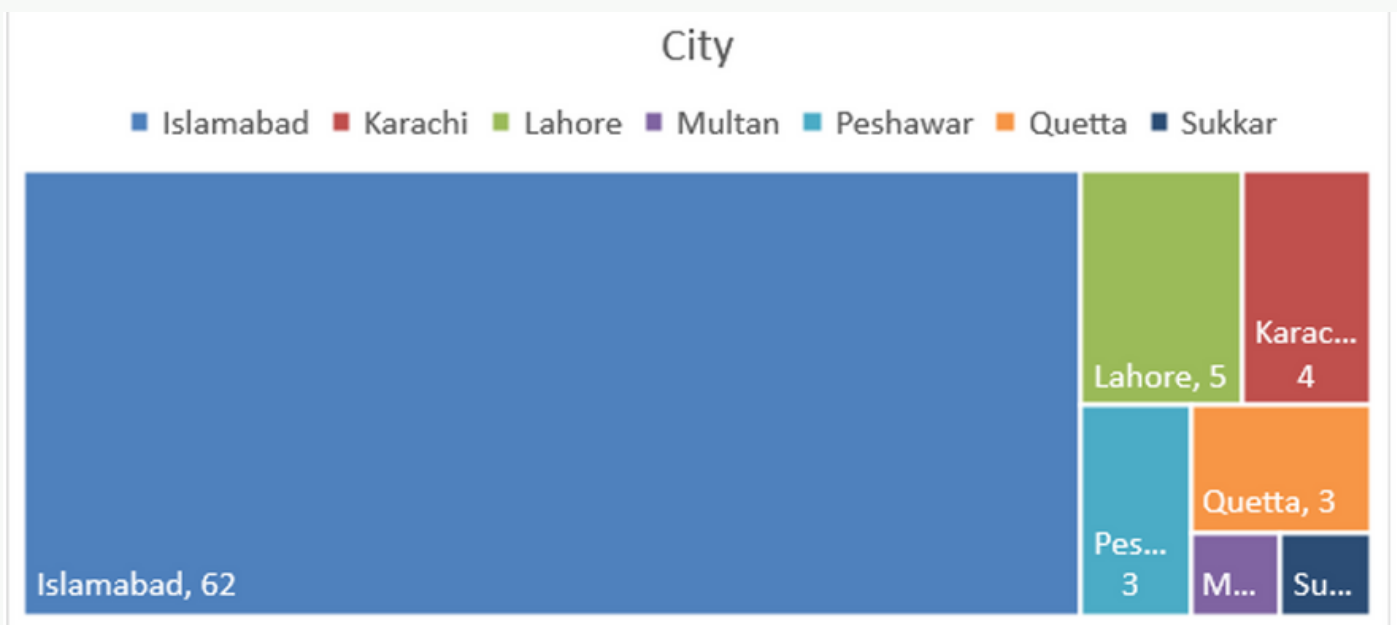 City
Islamabad Karachi Lahore Multan Peshawar Quetta Sukkar
Islamabad, 62
Lahore, 5
Karac...
4
Pes...
3
Quetta, 3
M...
Su...